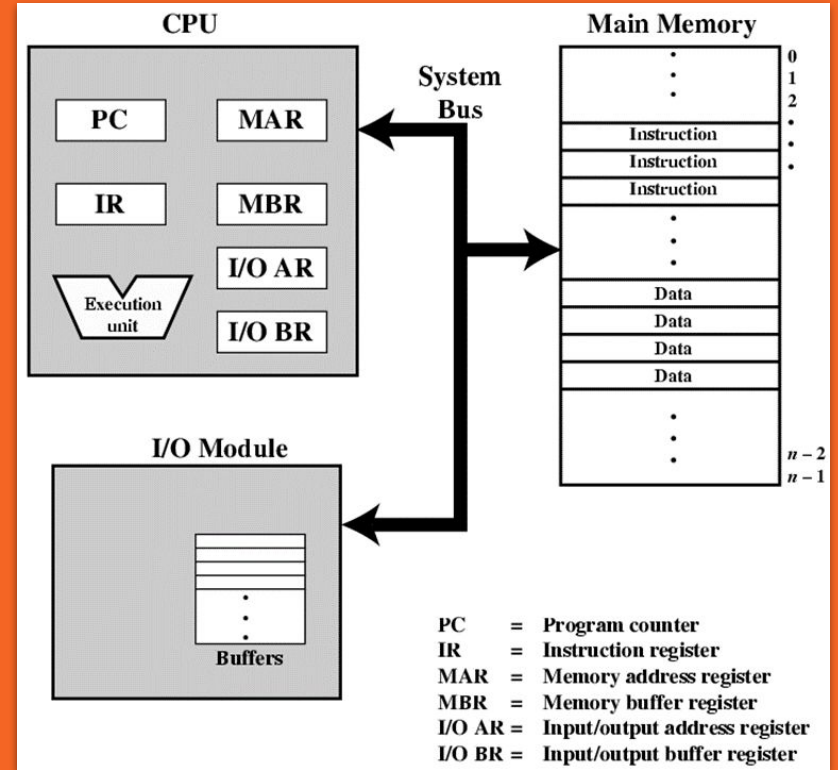 CPU
PC
MAR
IR
MBR
I/O AR
Execution
unit
I/O BR
System
Bus
Main Memory
0
1
2
Instruction
Instruction
Instruction
Data
Data
Data
Data
n – 2
n – 1
I/O Module
Buffers
PC = Program counter
IR = Instruction register
MAR = Memory address register
MBR = Memory buffer register
I/O AR = Input/output address register
I/O BR = Input/output buffer register